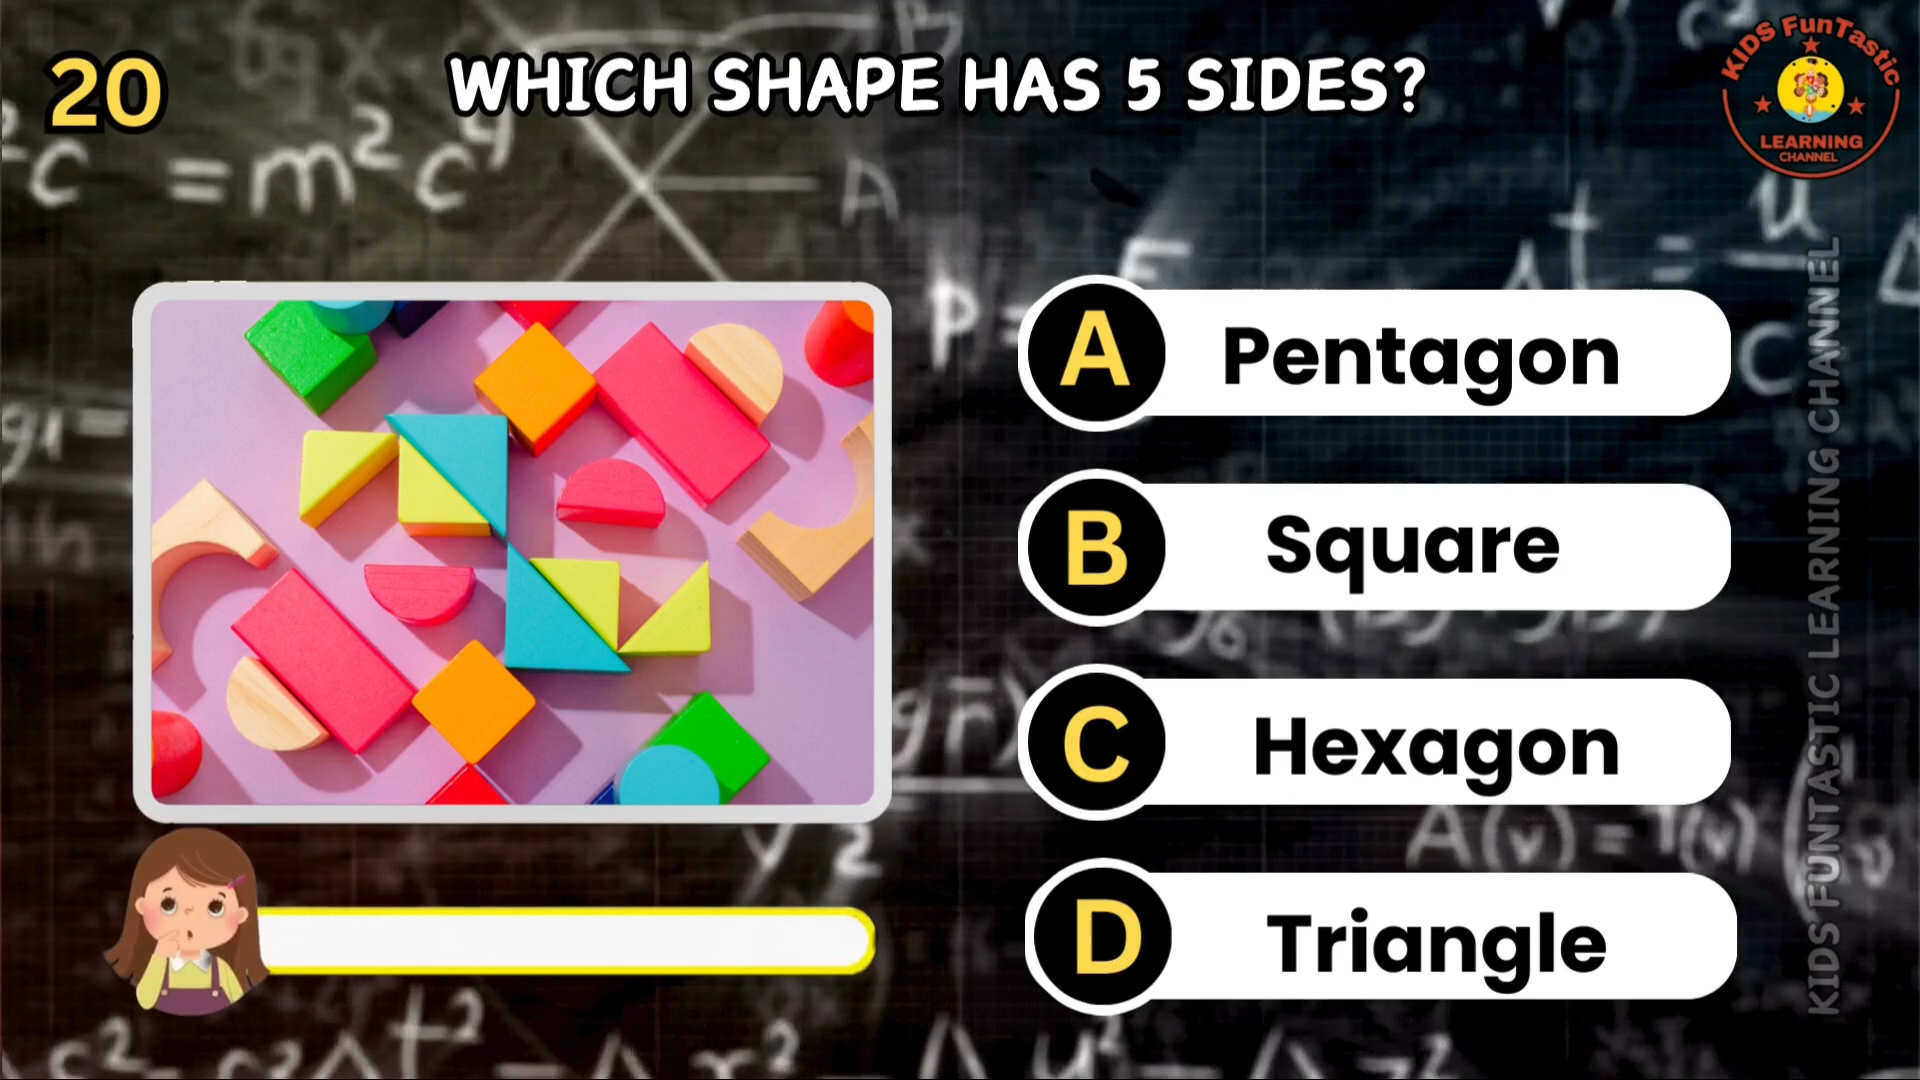 20
WHICH SHAPE HAS 5 SIDES?
KIDS FunTastic
LEARNING
CHANNEL
A Pentagon
B Square
C Hexagon
D Triangle
KIDS FUNTASTIC LEARNING CHANNEL